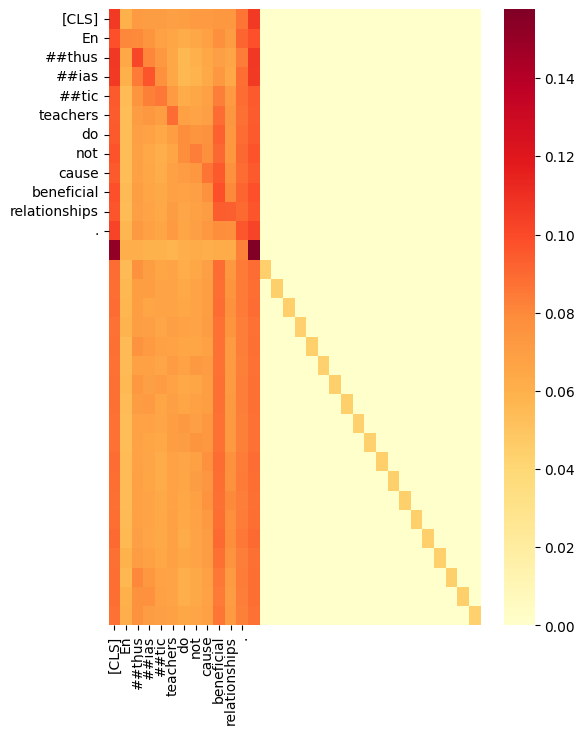 [CLS]
En
##thus
##ias
##tic
teachers
do
not
cause
beneficial
relationships
.
[CLS]
En
##thus
##ias
##tic
teachers
do
not
cause
beneficial
relationships
.
0.14
0.12
0.10
0.08
0.06
0.04
0.02
0.00